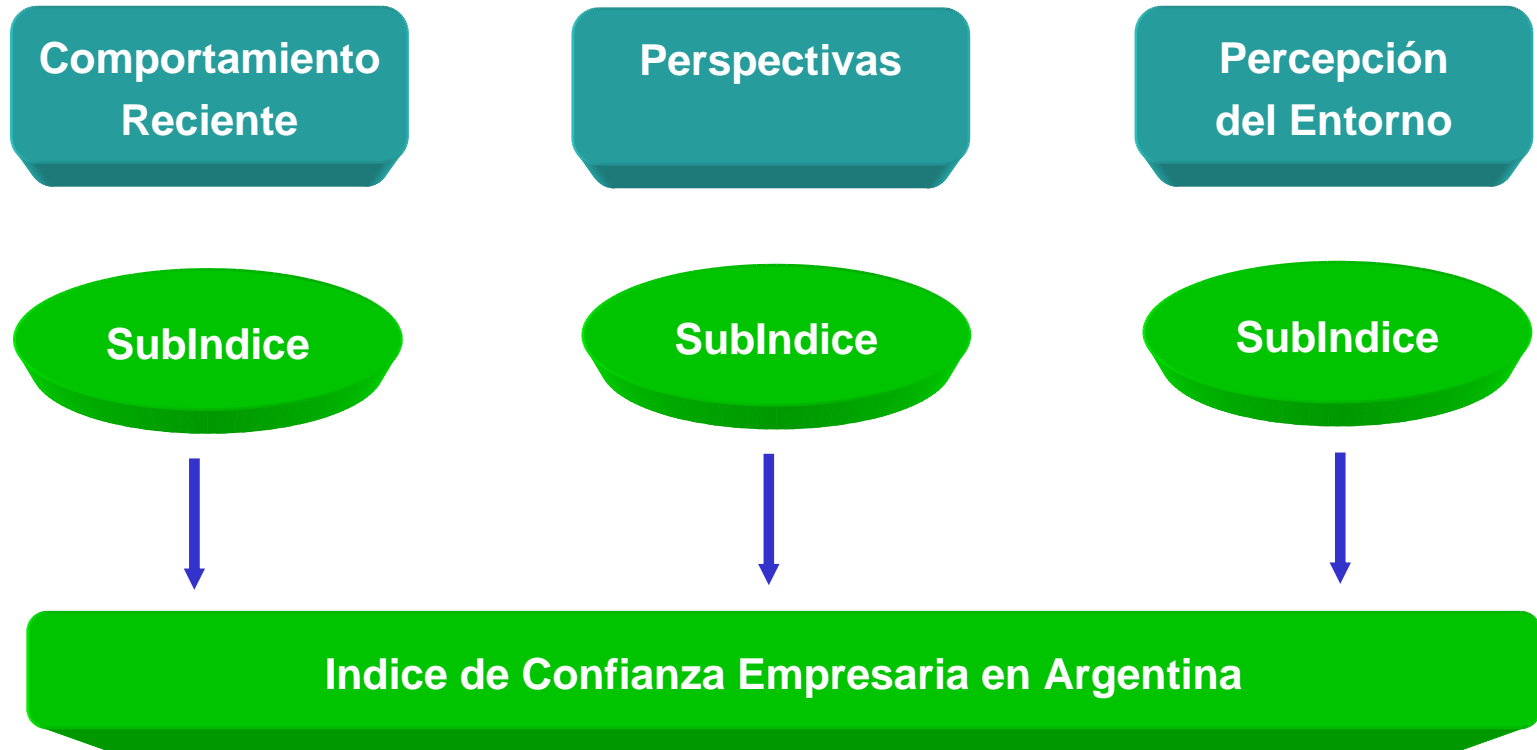 Comportamiento
Reciente
Perspectivas
Percepción
del Entorno
SubIndice
SubIndice
SubIndice
Indice de Confianza Empresaria en Argentina